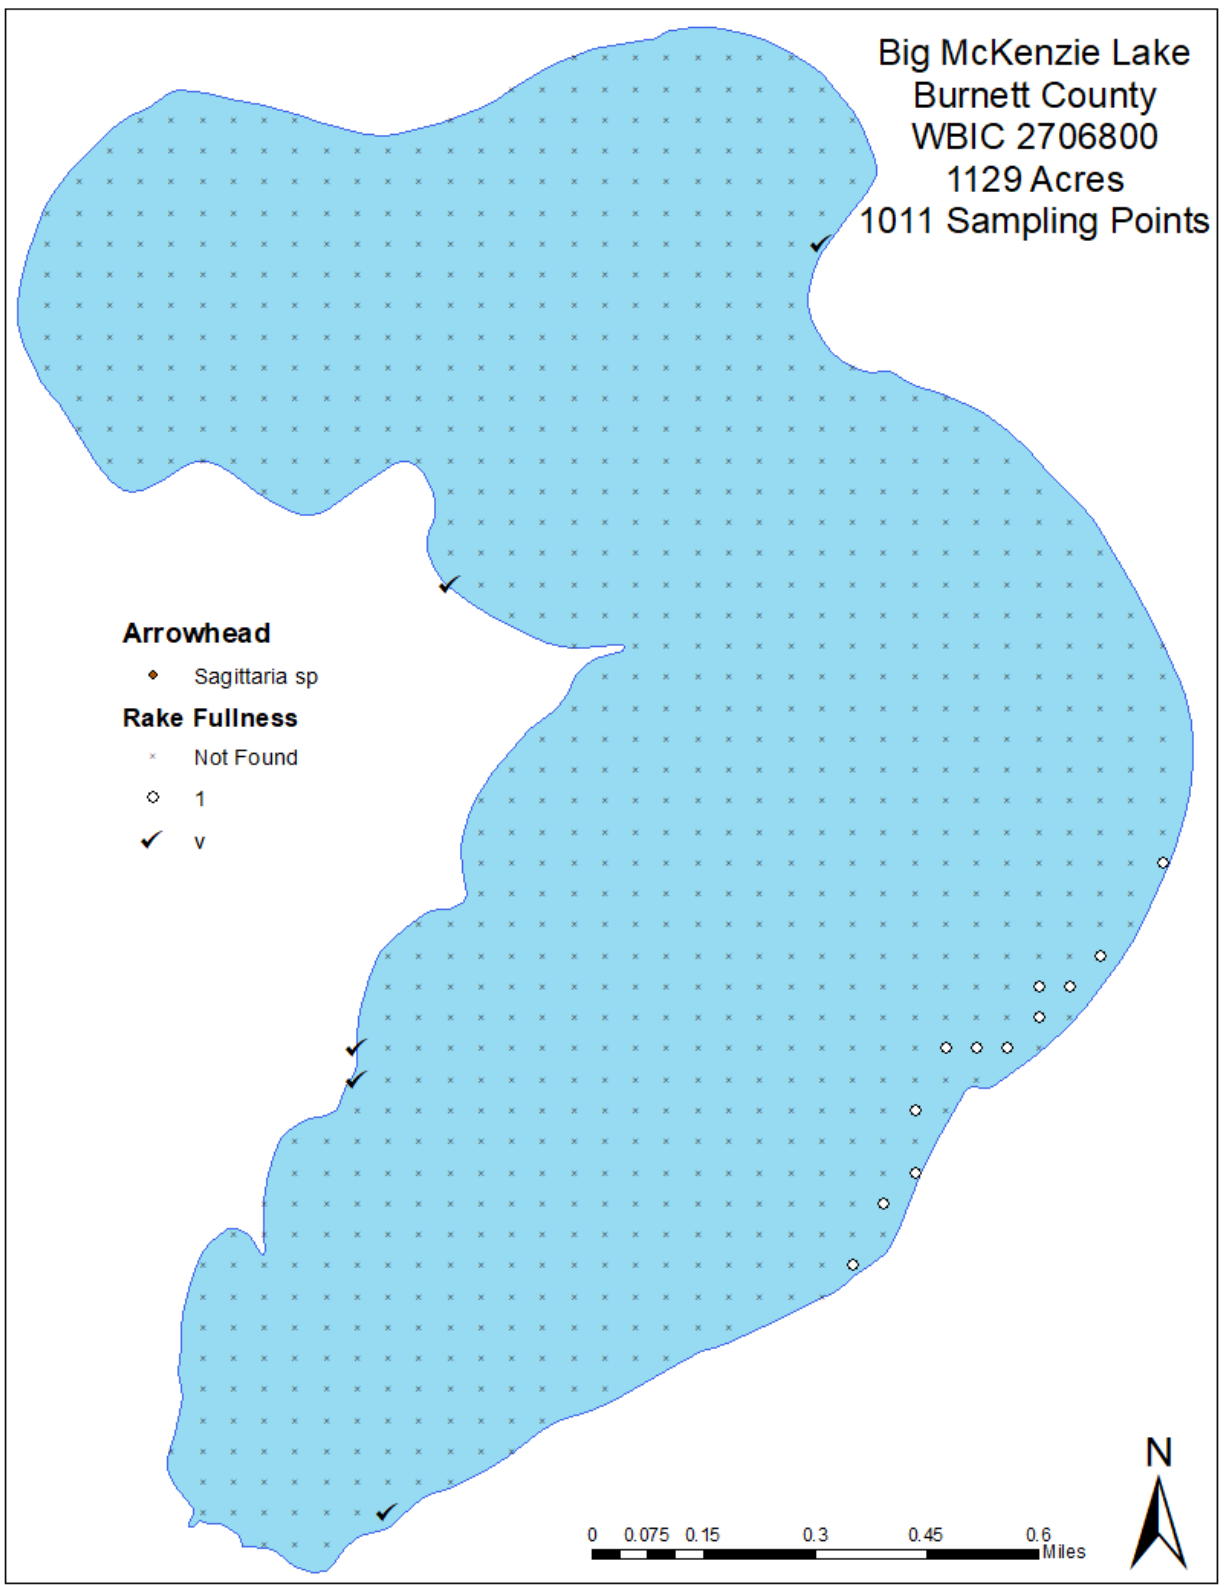 Big McKenzie Lake
Burnett County
WBIC 2706800
1129 Acres
1011 Sampling Points
Arrowhead
Sagittaria sp
Rake Fullness
Not Found
1
v
N
0 0.075 0.15 0.3 0.45 0.6
Miles